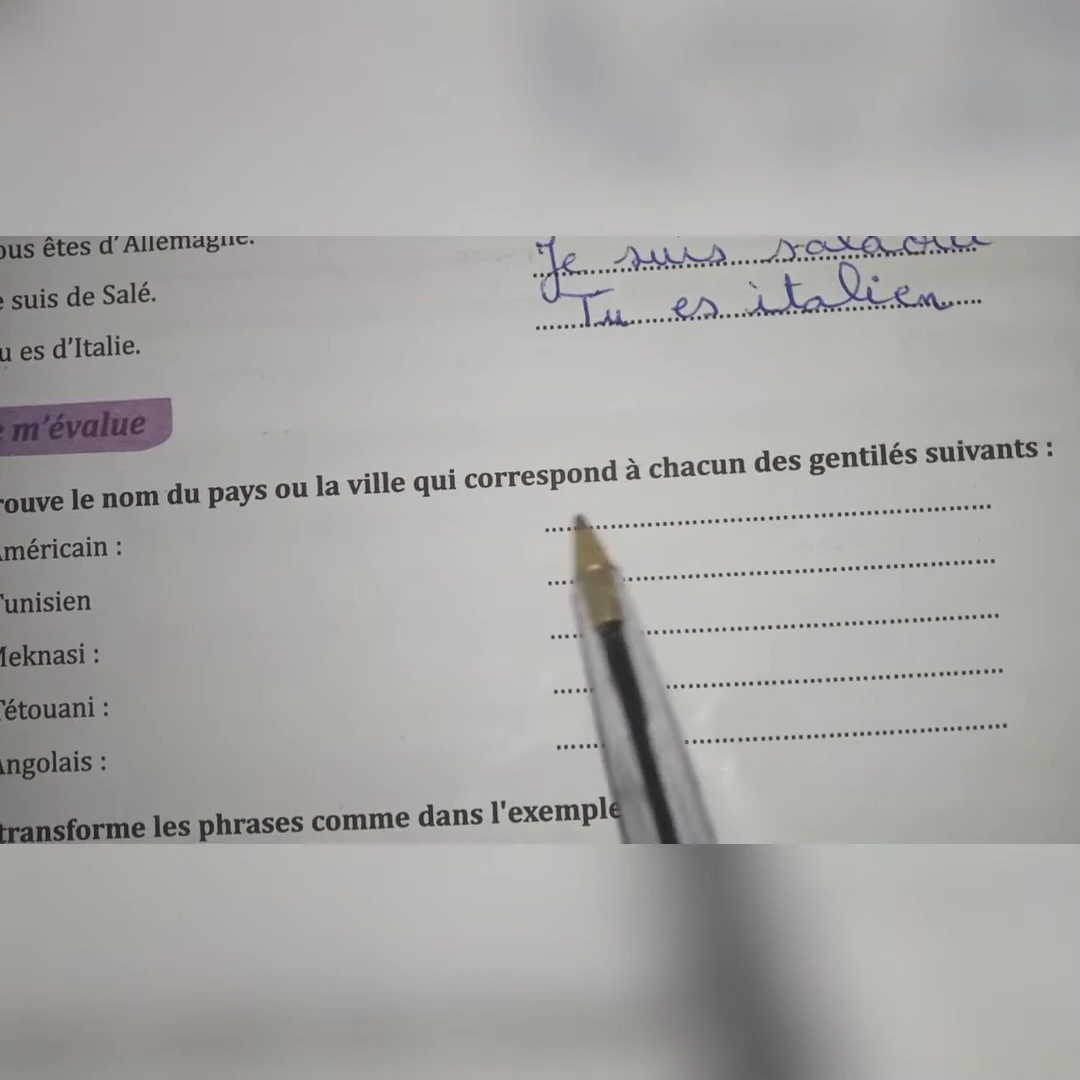 ous êtes d'Allemagne.
Je suis salaoui
e suis de Salé.
Tu es italien
u es d'Italie.
e m'évalue
rouve le nom du pays ou la ville qui correspond à chacun des gentilés suivants :
méricain :
unisien
eknasi :
étouani :
ngolais :
transforme les phrases comme dans l'exemple